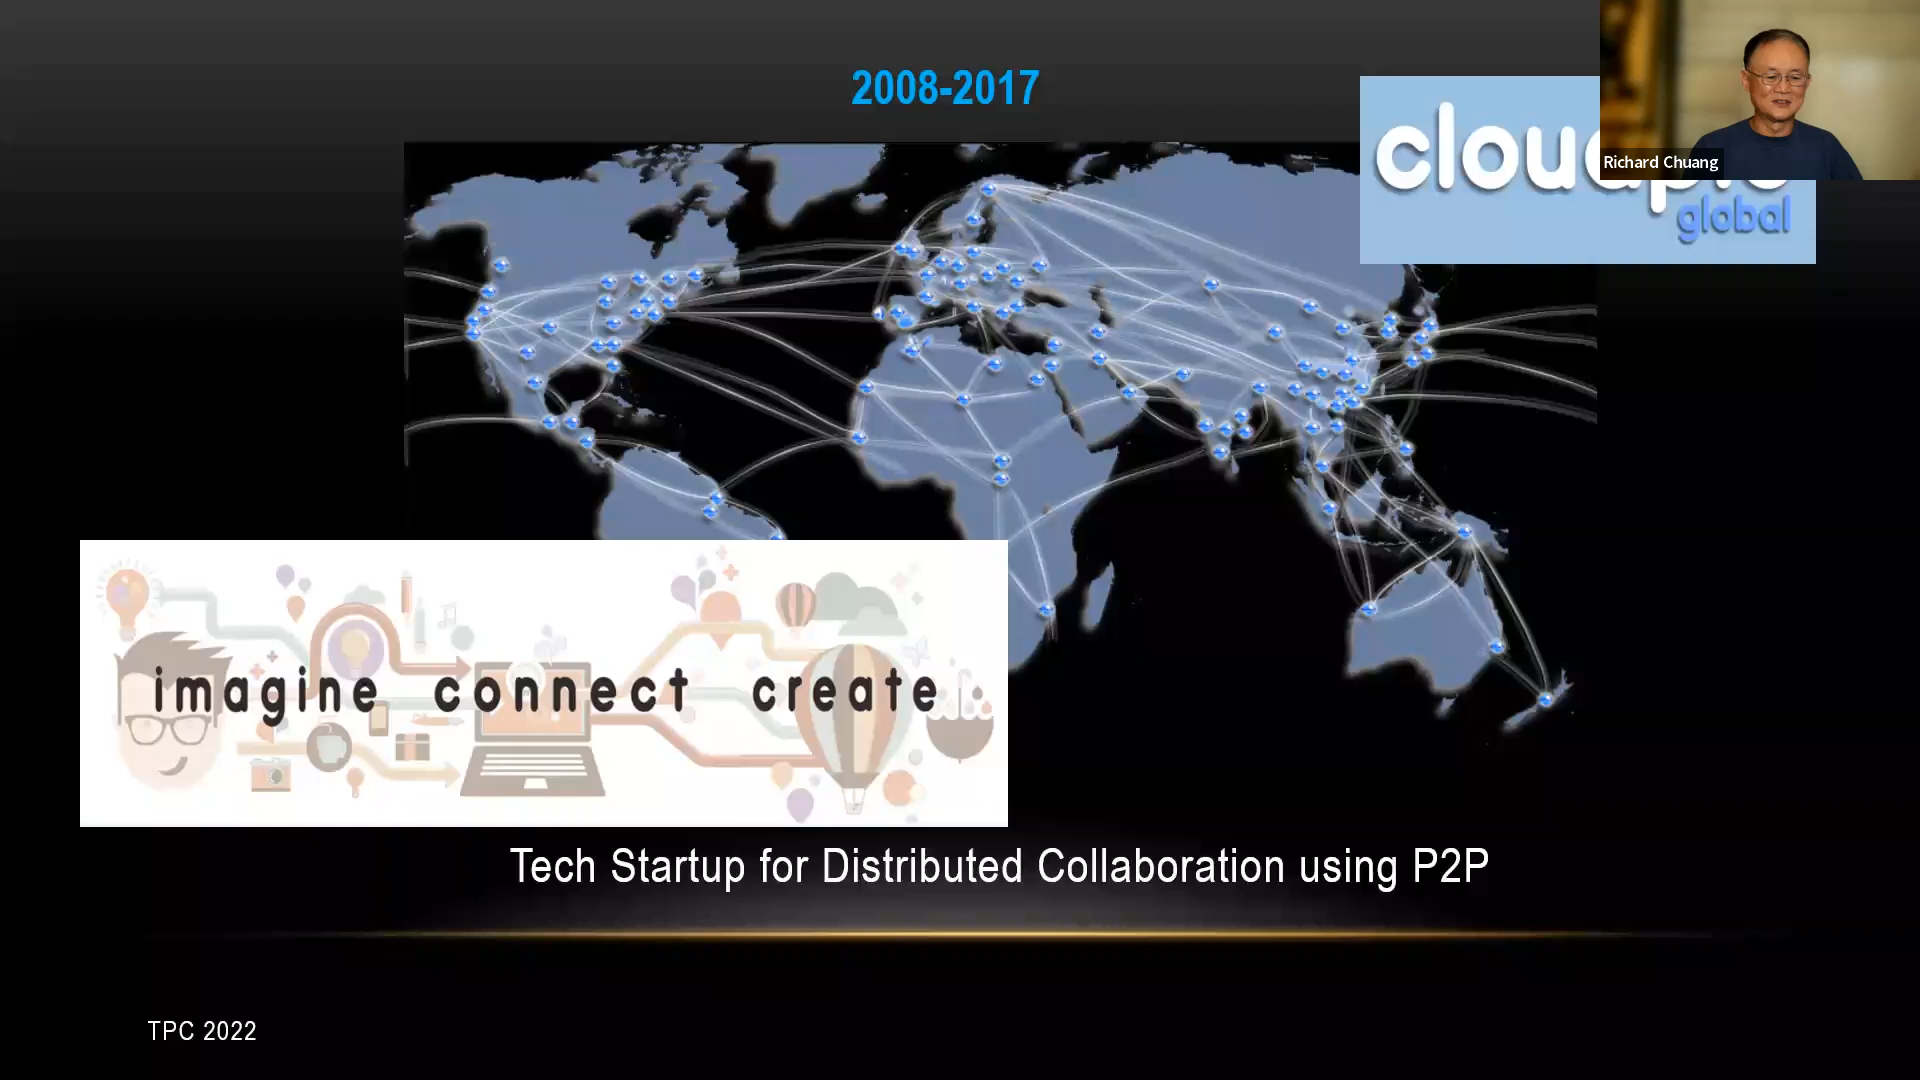 2008-2017
Richard Chuang
global
imagine connect create
Tech Startup for Distributed Collaboration using P2P
TPC 2022